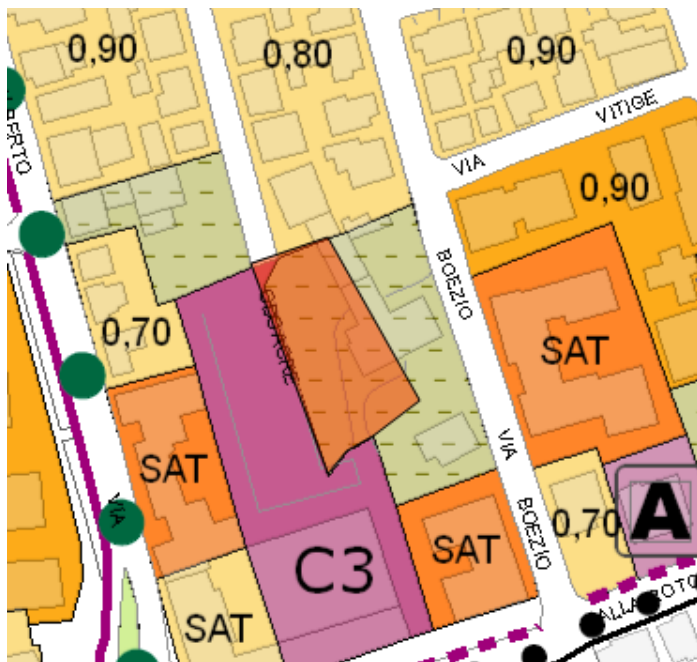 0,90
0,80
0,90
VITIGE
VIA
0,90
BOEZIO
0,70
SAT
SAT
VIA
VIA
BOEZIO
0,70
A
SAT
C3
SAT